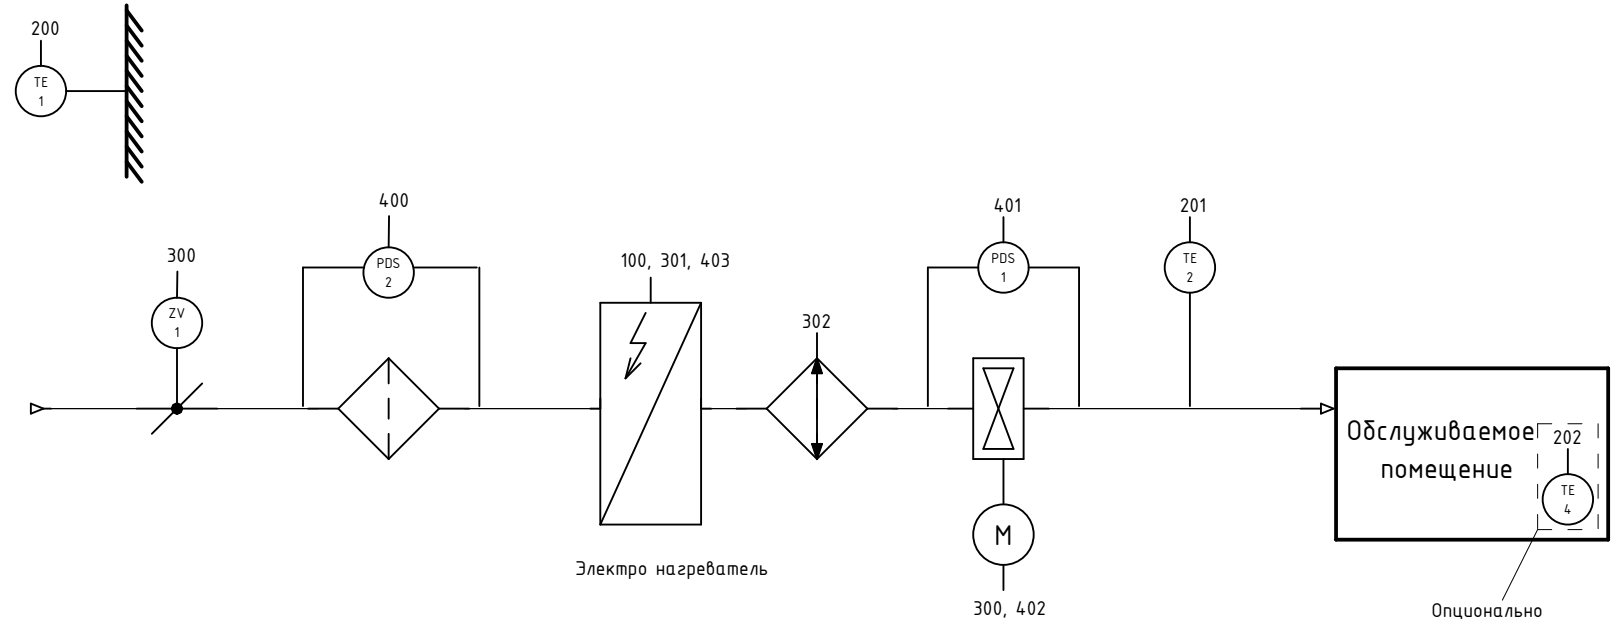 200
TE
1
400
401
201
300
PDS
2
100, 301, 403
PDS
1
TE
2
ZV
1
302
Обслуживаемое
помещение
202
TE
4
M
Электро нагреватель
300, 402
Опционально